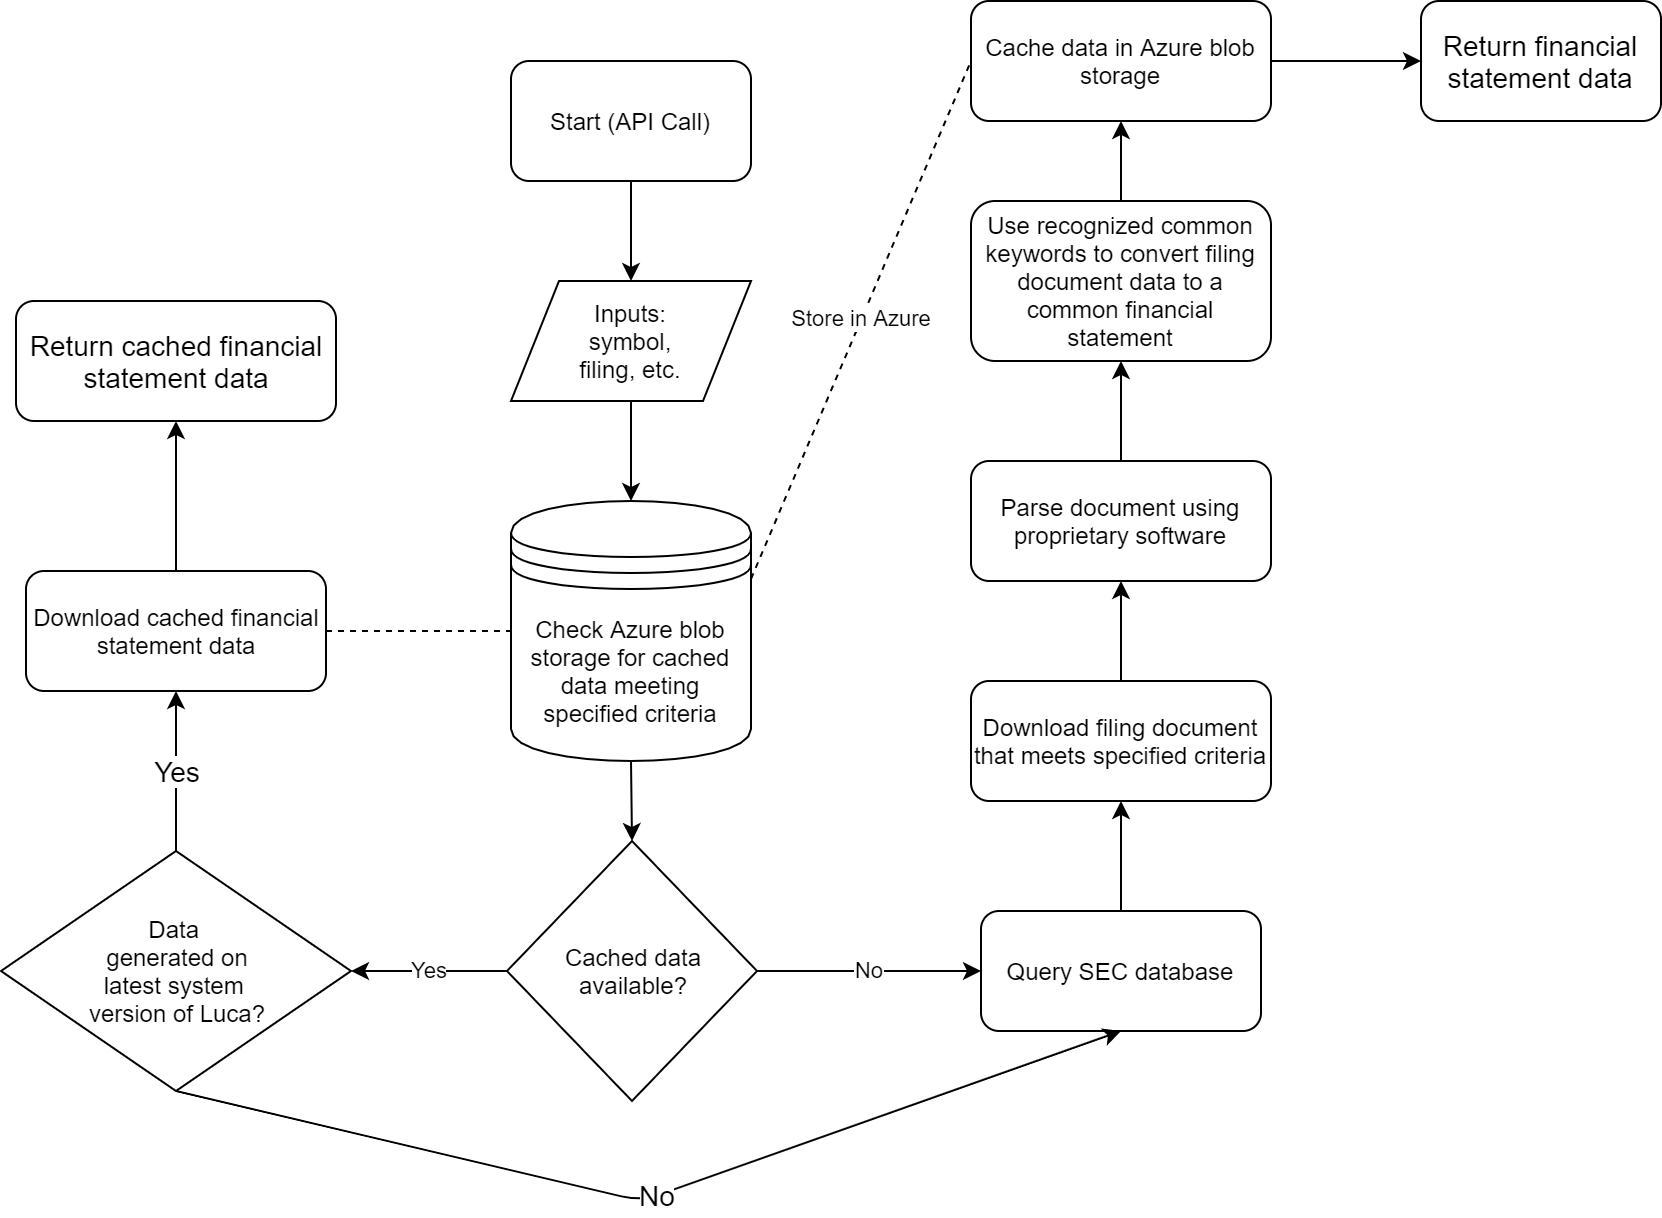 Start (API Call)
Inputs:
symbol,
filing, etc.
Check Azure blob
storage for cached
data meeting
specified criteria
Cached data
available?
Yes
No
Data
generated on
latest system
version of Luca?
Yes
No
Download cached financial
statement data
Return cached financial
statement data
Query SEC database
Download filing document
that meets specified criteria
Parse document using
proprietary software
Use recognized common
keywords to convert filing
document data to a
common financial
statement
Cache data in Azure blob
storage
Store in Azure
Return financial
statement data